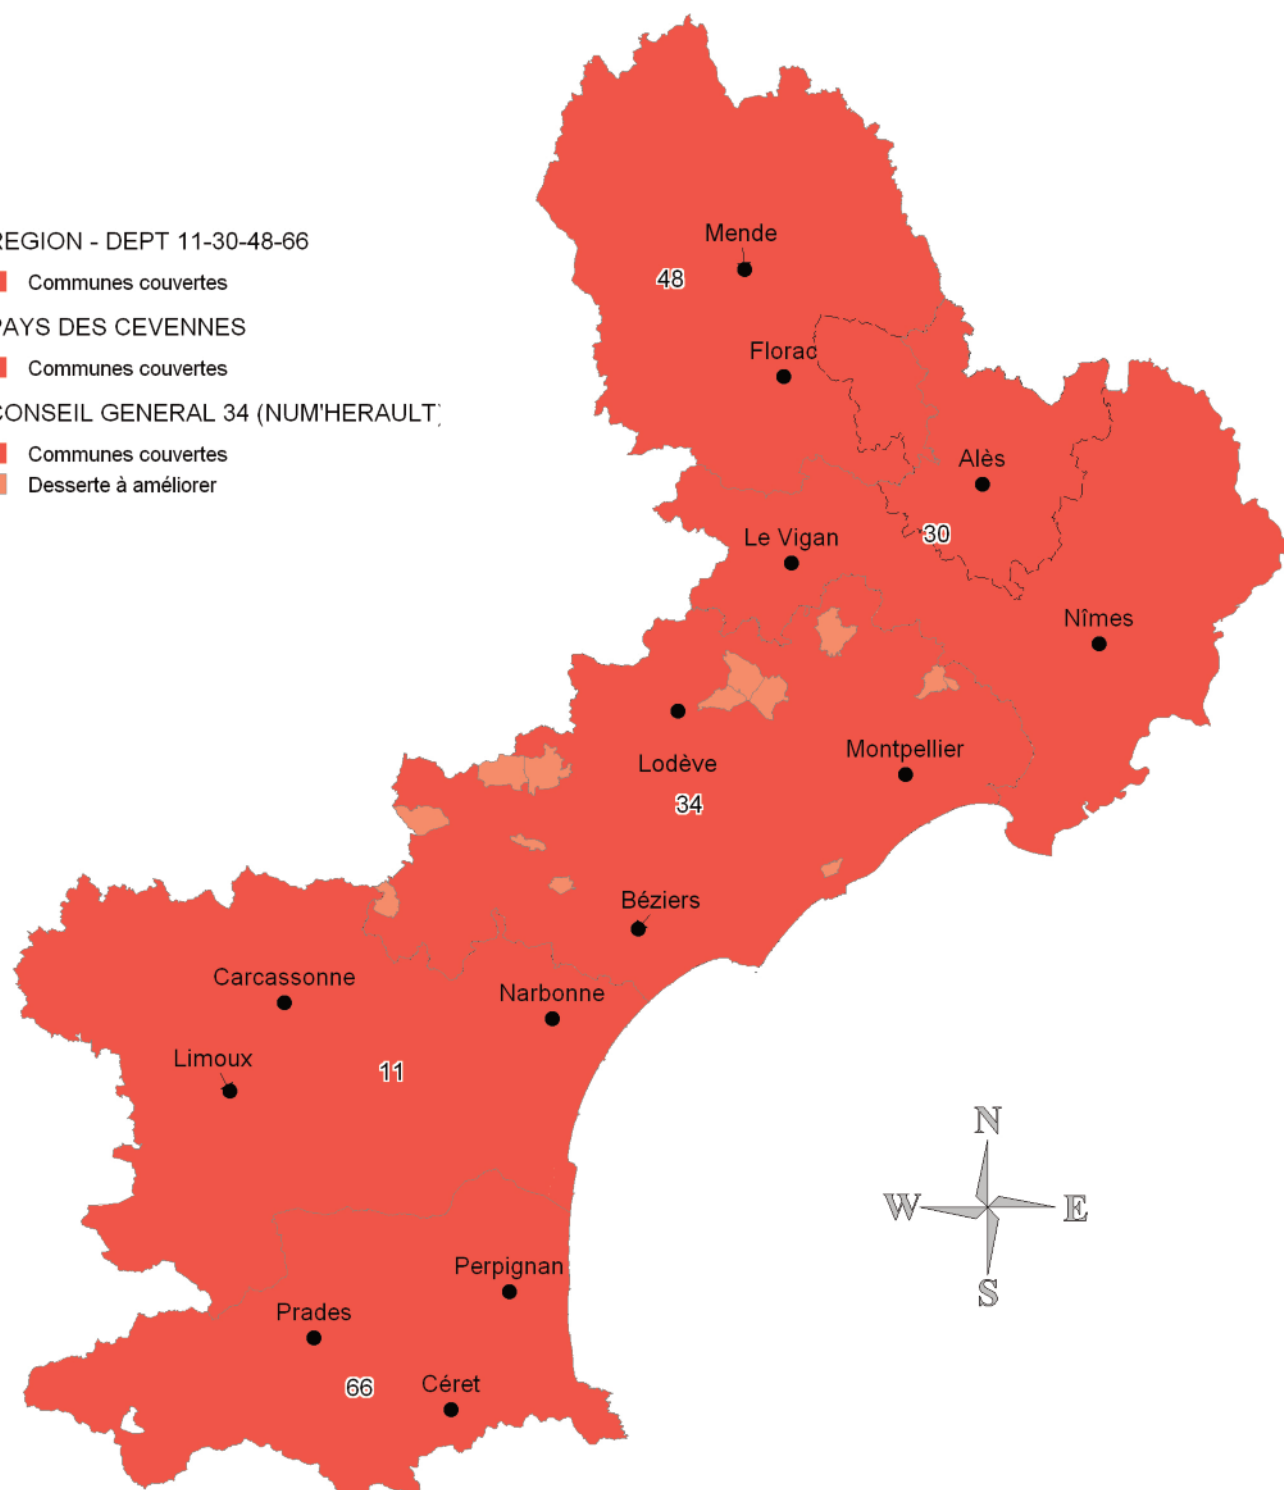 REGION - DEPT 11-30-48-66
Communes couvertes
PAYS DES CEVENNES
Communes couvertes
CONSEIL GENERAL 34 (NUM'HERAULT)
Communes couvertes
Desserte à améliorer
Mende
48
Florac
Alès
30
Le Vigan
Nîmes
Montpellier
Lodève
34
Béziers
Carcassonne
Narbonne
Limoux
11
N
W
E
S
Perpignan
Prades
66
Céret